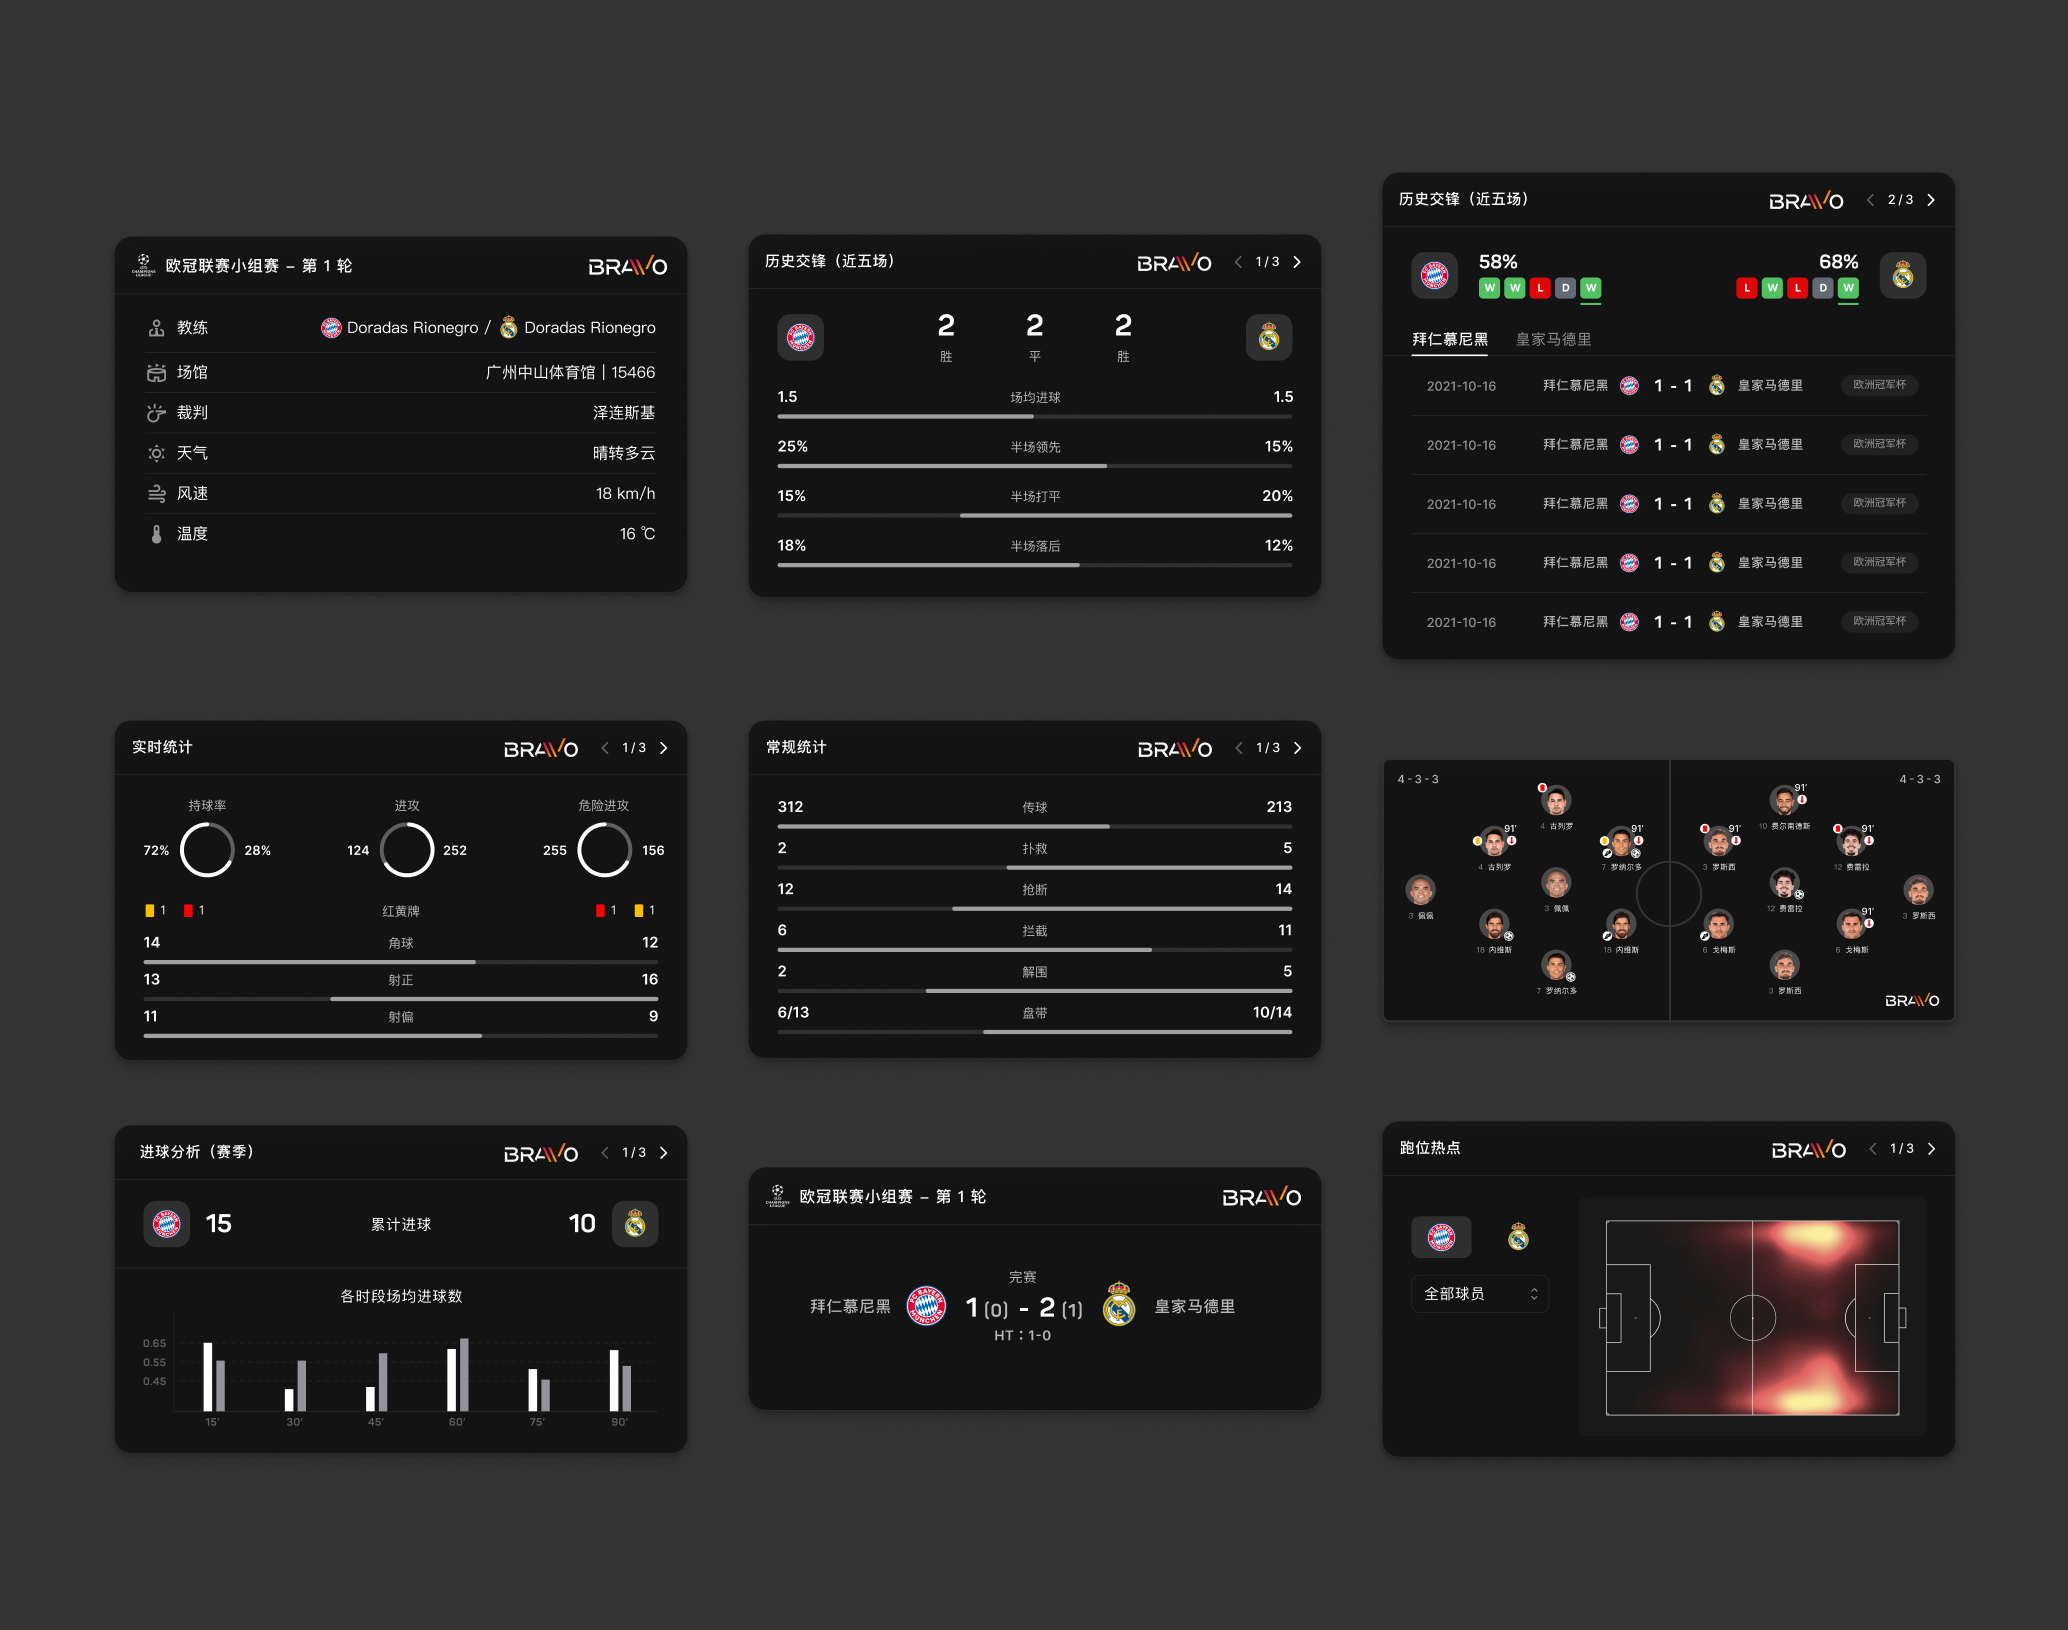 欧冠联赛小组赛 – 第 1 轮
BRAVO
教练
Doradas Rionegro / Doradas Rionegro
场馆
广州中山体育馆 | 15466
裁判
泽连斯基
天气
晴转多云
风速
18 km/h
温度
16 ℃
历史交锋（近五场）
BRAVO
1 / 3
2
2
2
胜
平
胜
1.5 场均进球 1.5
25% 半场领先 15%
15% 半场打平 20%
18% 半场落后 12%
历史交锋（近五场）
BRAVO
2 / 3
58%
W W L D W
68%
L W L D W
拜仁慕尼黑 皇家马德里
2021-10-16 拜仁慕尼黑 1 - 1 皇家马德里 欧洲冠军杯
2021-10-16 拜仁慕尼黑 1 - 1 皇家马德里 欧洲冠军杯
2021-10-16 拜仁慕尼黑 1 - 1 皇家马德里 欧洲冠军杯
2021-10-16 拜仁慕尼黑 1 - 1 皇家马德里 欧洲冠军杯
2021-10-16 拜仁慕尼黑 1 - 1 皇家马德里 欧洲冠军杯
实时统计
BRAVO
1 / 3
持球率 进攻 危险进攻
72% 28% 124 252 255 156
1 1 红黄牌 1 1
14 角球 12
13 射正 16
11 射偏 9
常规统计
BRAVO
1 / 3
312 传球 213
2 扑救 5
12 抢断 14
6 拦截 11
2 解围 5
6/13 盘带 10/14
4 - 3 - 3
4 - 3 - 3
4 古列罗
91'
10 费尔南德斯
91'
4 古列罗
91'
7 罗纳尔多
91'
3 罗斯西
91'
12 费雷拉
3 佩佩
3 佩佩
12 费雷拉
3 罗斯西
18 内维斯
18 内维斯
6 戈梅斯
91'
6 戈梅斯
7 罗纳尔多
3 罗斯西
BRAVO
进球分析（赛季）
BRAVO
1 / 3
15 累计进球 10
各时段场均进球数
0.65
0.55
0.45
15' 30' 45' 60' 75' 90'
欧冠联赛小组赛 – 第 1 轮
BRAVO
完赛
拜仁慕尼黑 1 (0) - 2 (1) 皇家马德里
HT：1-0
跑位热点
BRAVO
1 / 3
全部球员